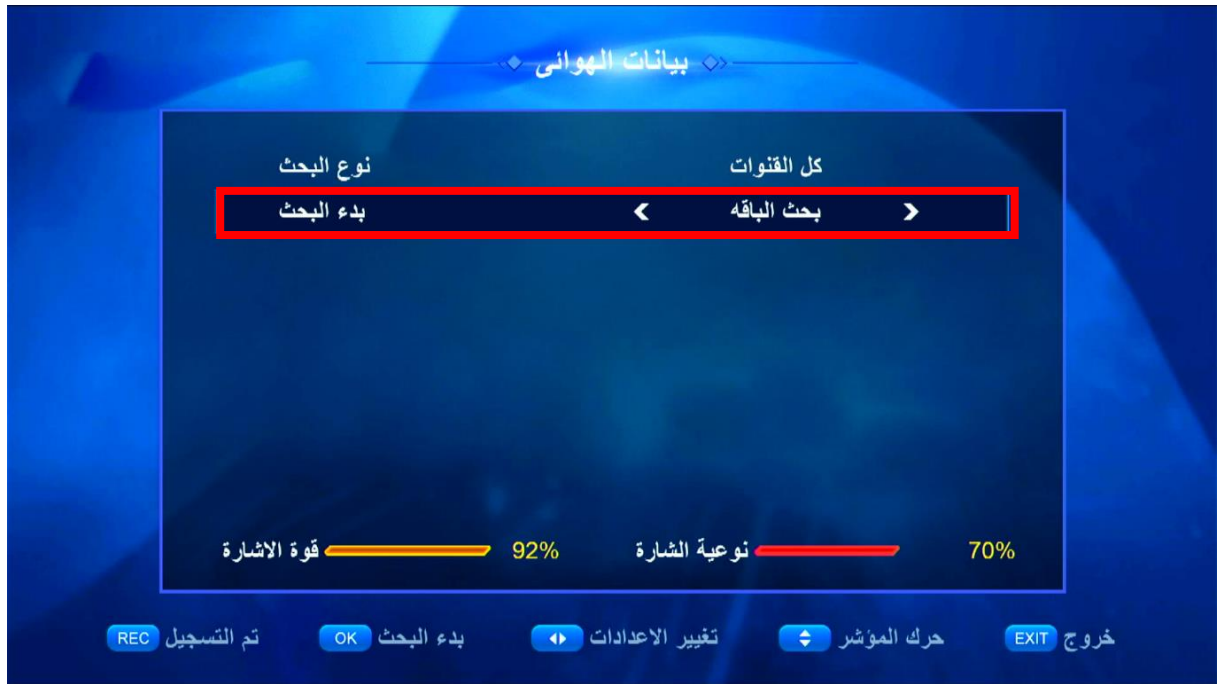 بيانات الهوائى
نوع البحث كل القنوات
بدء البحث بحث الباقه
قوة الاشارة 92% نوعية الشارة 70%
خروج EXIT حرك المؤشر تغيير الاعدادات بدء البحث OK تم التسجيل REC